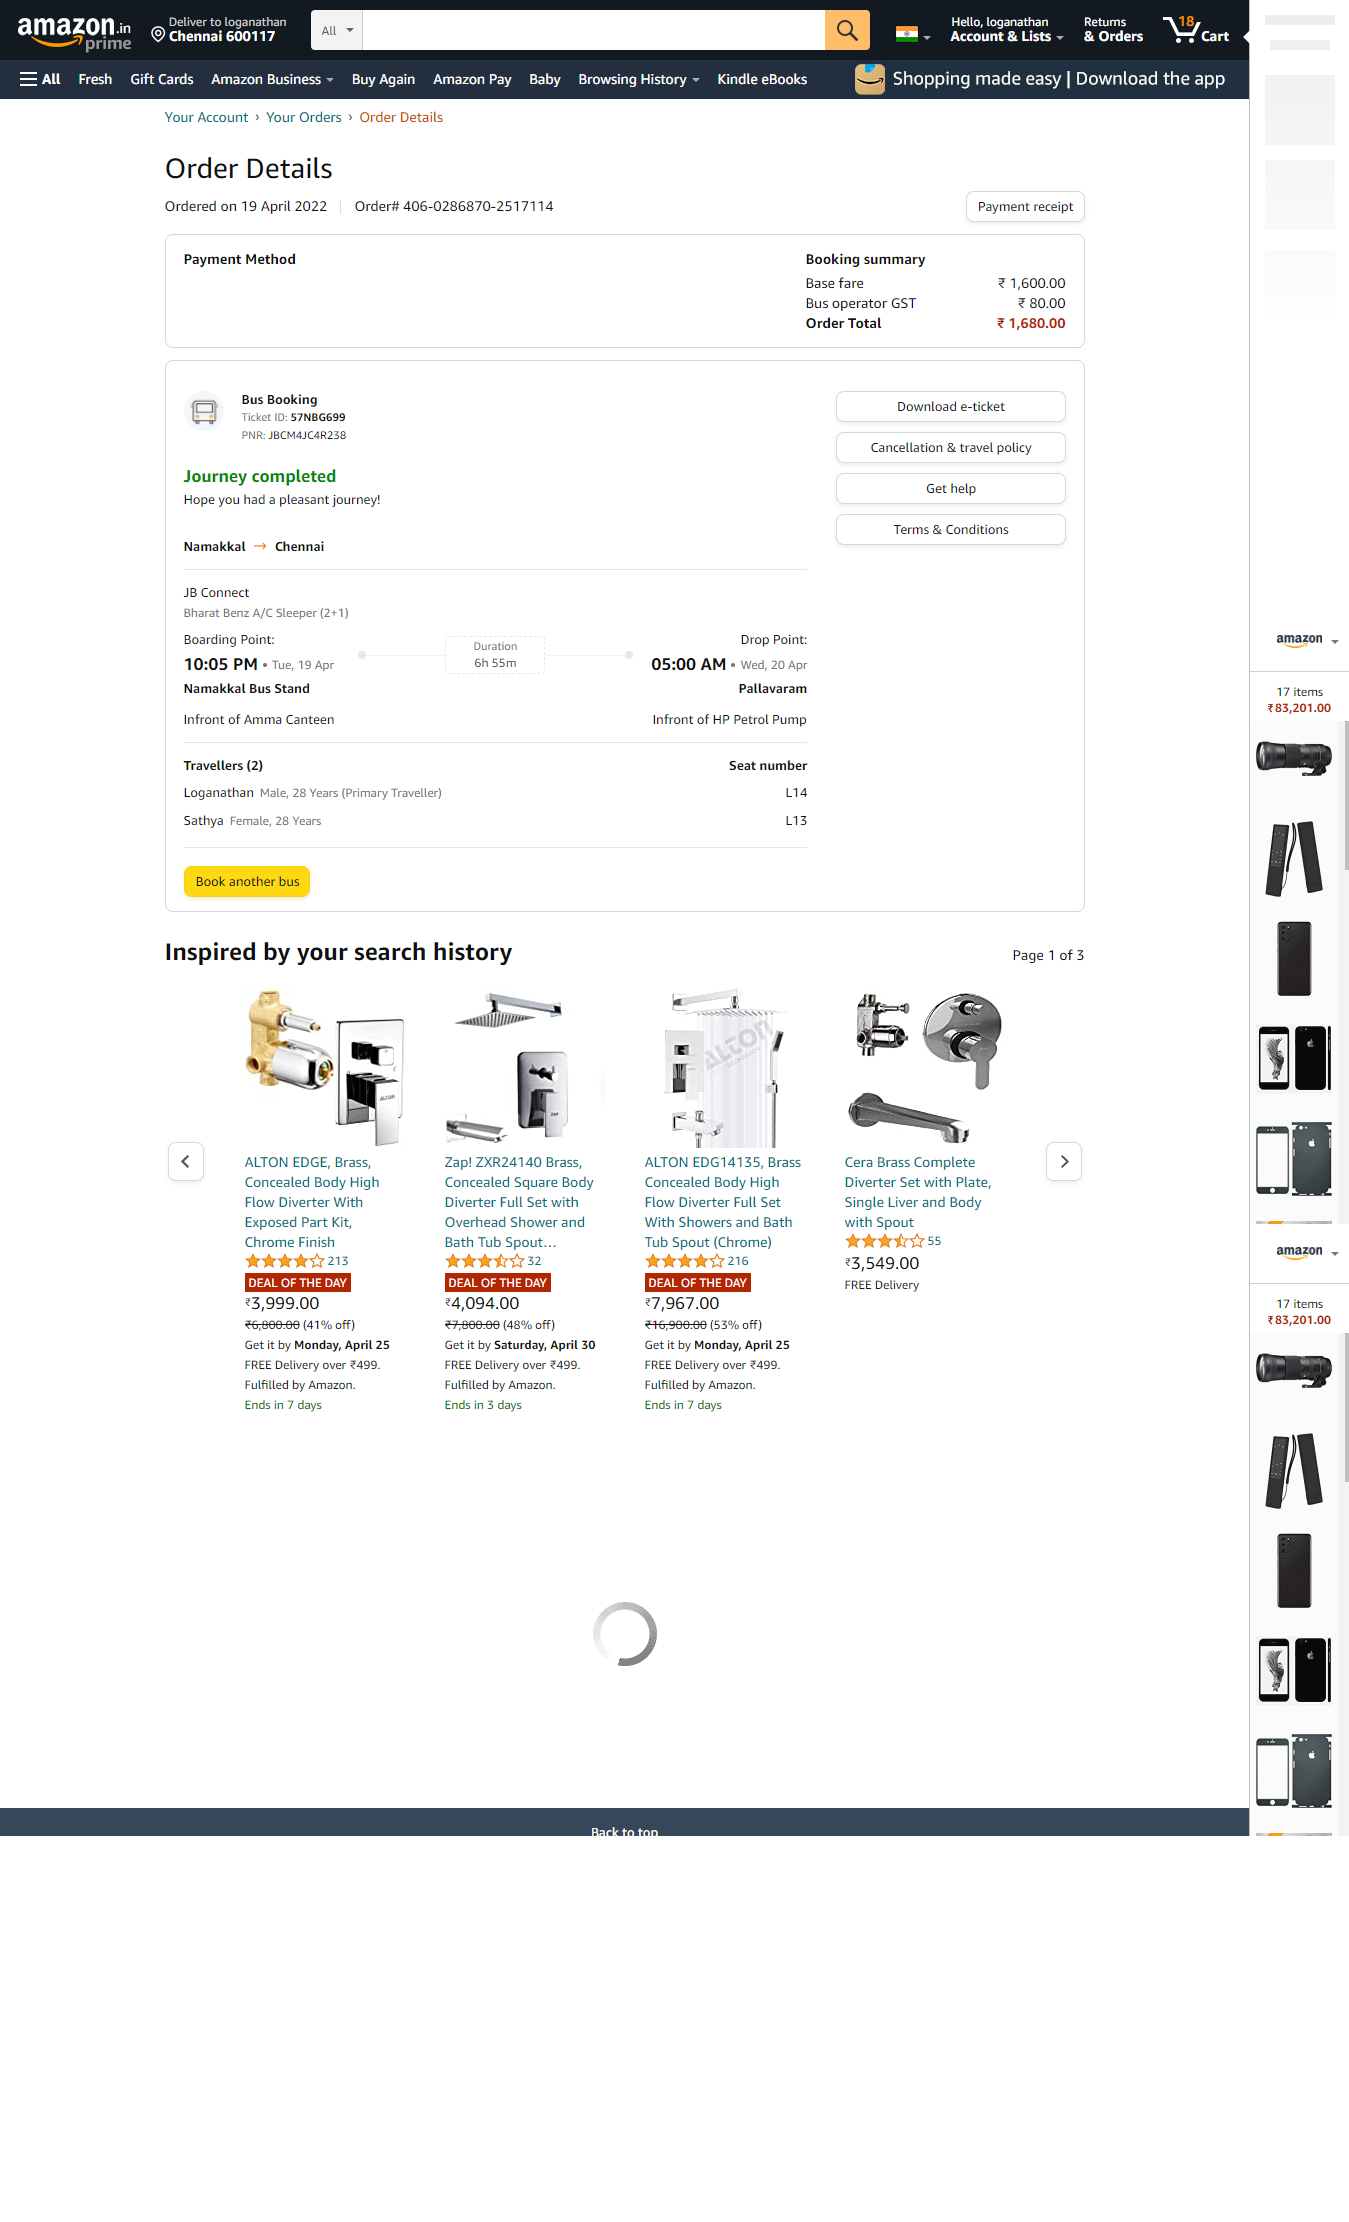 amazon.in
prime
Deliver to loganathan
Chennai 600117
All
Hello, loganathan
Account & Lists
Returns
& Orders
18
Cart
All Fresh Gift Cards Amazon Business Buy Again Amazon Pay Baby Browsing History Kindle eBooks
Shopping made easy | Download the app
Your Account › Your Orders › Order Details
Order Details
Ordered on 19 April 2022 Order# 406-0286870-2517114
Payment receipt
Payment Method
Booking summary
Base fare ₹ 1,600.00
Bus operator GST ₹ 80.00
Order Total ₹ 1,680.00
Bus Booking
Ticket ID: 57NBG699
PNR: JBCM4JC4R238
Download e-ticket
Cancellation & travel policy
Get help
Terms & Conditions
Journey completed
Hope you had a pleasant journey!
Namakkal → Chennai
JB Connect
Bharat Benz A/C Sleeper (2+1)
Boarding Point:
Duration
Drop Point:
10:05 PM • Tue, 19 Apr
6h 55m
05:00 AM • Wed, 20 Apr
Namakkal Bus Stand
Pallavaram
Infront of Amma Canteen
Infront of HP Petrol Pump
Travellers (2) Seat number
Loganathan Male, 28 Years (Primary Traveller) L14
Sathya Female, 28 Years L13
Book another bus
Inspired by your search history
Page 1 of 3
ALTON EDGE, Brass,
Concealed Body High
Flow Diverter With
Exposed Part Kit,
Chrome Finish
213
DEAL OF THE DAY
₹3,999.00
₹6,800.00 (41% off)
Get it by Monday, April 25
FREE Delivery over ₹499.
Fulfilled by Amazon.
Ends in 7 days
Zap! ZXR24140 Brass,
Concealed Square Body
Diverter Full Set with
Overhead Shower and
Bath Tub Spout…
32
DEAL OF THE DAY
₹4,094.00
₹7,800.00 (48% off)
Get it by Saturday, April 30
FREE Delivery over ₹499.
Fulfilled by Amazon.
Ends in 3 days
ALTON
ALTON EDG14135, Brass
Concealed Body High
Flow Diverter Full Set
With Showers and Bath
Tub Spout (Chrome)
216
DEAL OF THE DAY
₹7,967.00
₹16,900.00 (53% off)
Get it by Monday, April 25
FREE Delivery over ₹499.
Fulfilled by Amazon.
Ends in 7 days
Cera Brass Complete
Diverter Set with Plate,
Single Liver and Body
with Spout
55
₹3,549.00
FREE Delivery
Back to top
amazon
17 items
₹83,201.00
amazon
17 items
₹83,201.00